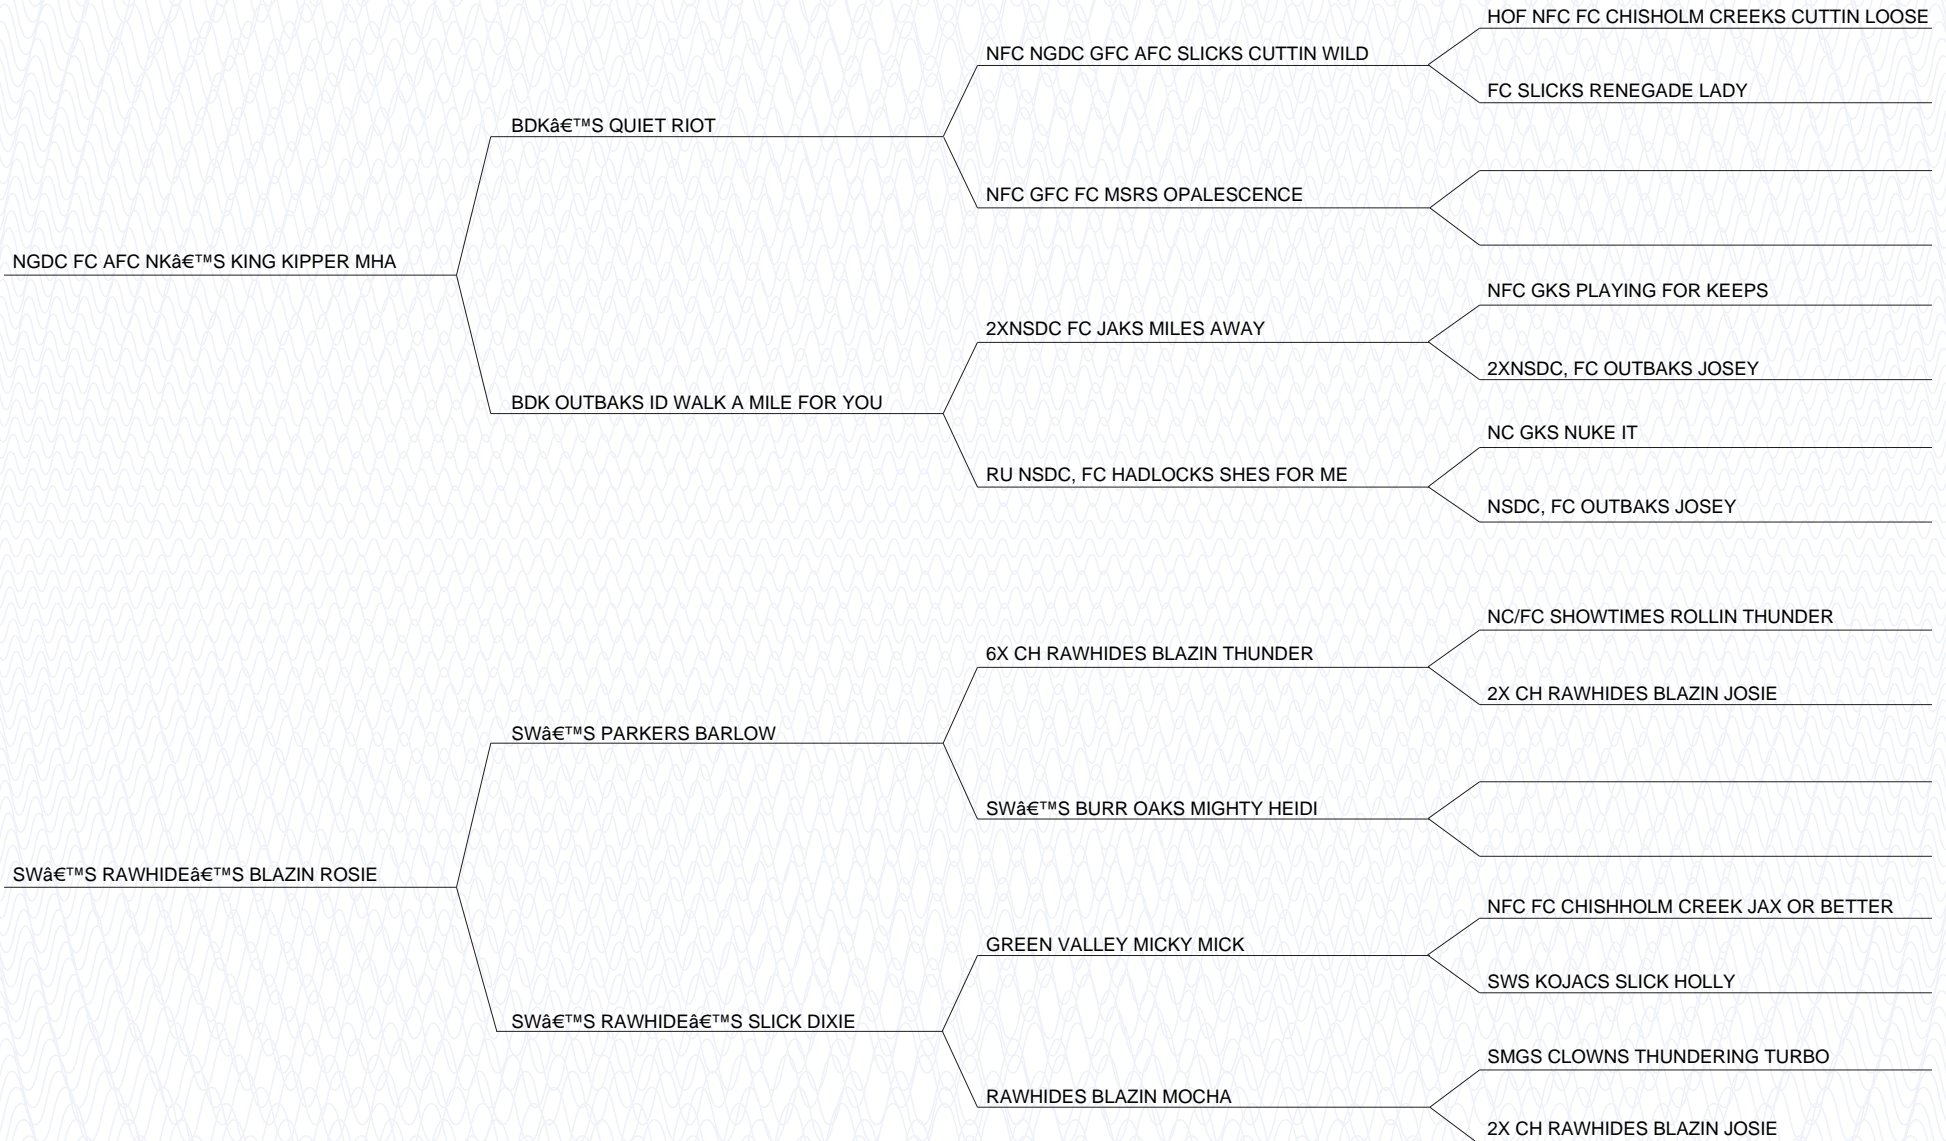 HOF NFC FC CHISHOLM CREEKS CUTTIN LOOSE
NFC NGDC GFC AFC SLICKS CUTTIN WILD
FC SLICKS RENEGADE LADY
BDKâ€™S QUIET RIOT
NFC GFC FC MSRS OPALESCENCE
NGDC FC AFC NKâ€™S KING KIPPER MHA
NFC GKS PLAYING FOR KEEPS
2XNSDC FC JAKS MILES AWAY
2XNSDC, FC OUTBAKS JOSEY
BDK OUTBAKS ID WALK A MILE FOR YOU
NC GKS NUKE IT
RU NSDC, FC HADLOCKS SHES FOR ME
NSDC, FC OUTBAKS JOSEY
NC/FC SHOWTIMES ROLLIN THUNDER
6X CH RAWHIDES BLAZIN THUNDER
2X CH RAWHIDES BLAZIN JOSIE
SWâ€™S PARKERS BARLOW
SWâ€™S BURR OAKS MIGHTY HEIDI
SWâ€™S RAWHIDEâ€™S BLAZIN ROSIE
NFC FC CHISHHOLM CREEK JAX OR BETTER
GREEN VALLEY MICKY MICK
SWS KOJACS SLICK HOLLY
SWâ€™S RAWHIDEâ€™S SLICK DIXIE
SMGS CLOWNS THUNDERING TURBO
RAWHIDES BLAZIN MOCHA
2X CH RAWHIDES BLAZIN JOSIE